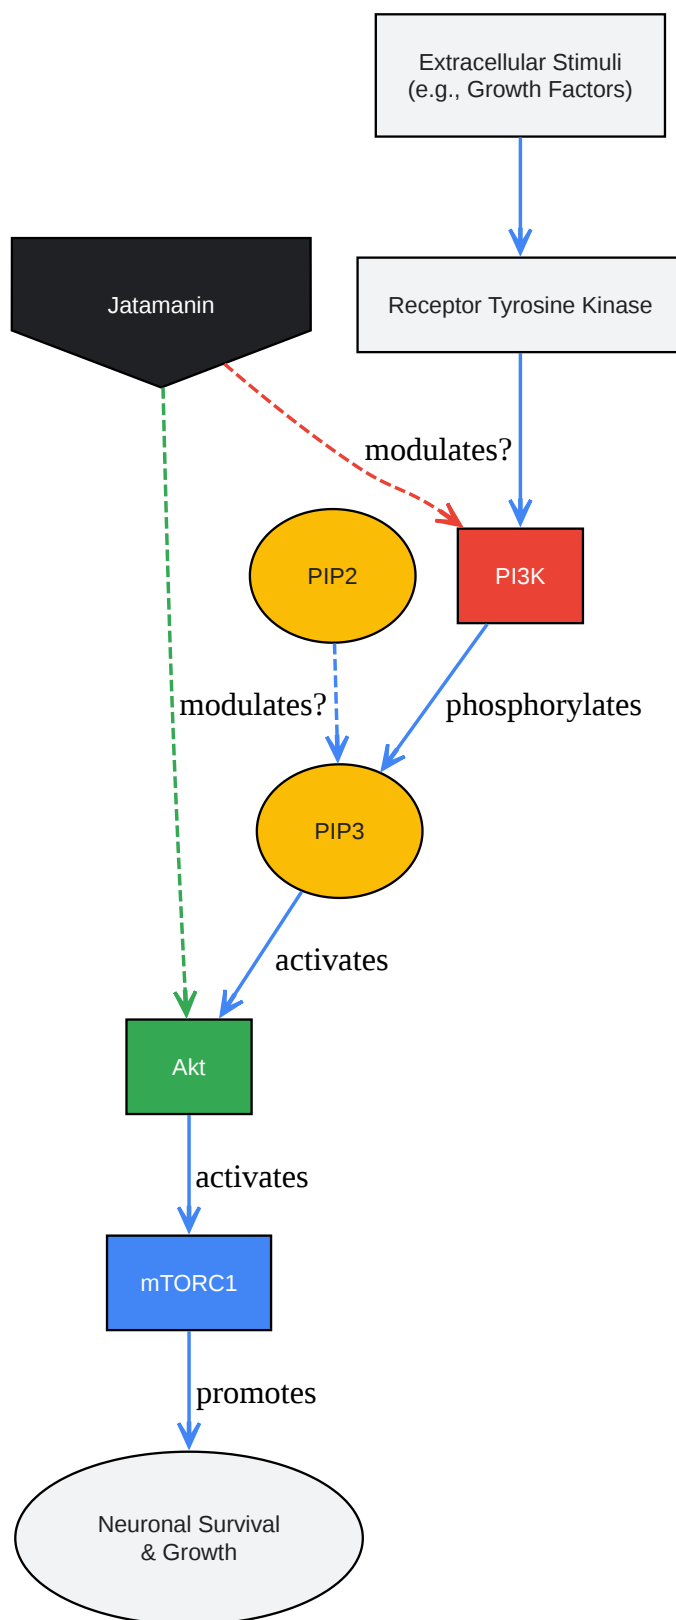 Extracellular Stimuli
(e.g., Growth Factors)
Jatamanin
Receptor Tyrosine Kinase
modulates?
PIP2
PI3K
modulates?
phosphorylates
PIP3
activates
Akt
activates
mTORC1
promotes
Neuronal Survival
& Growth